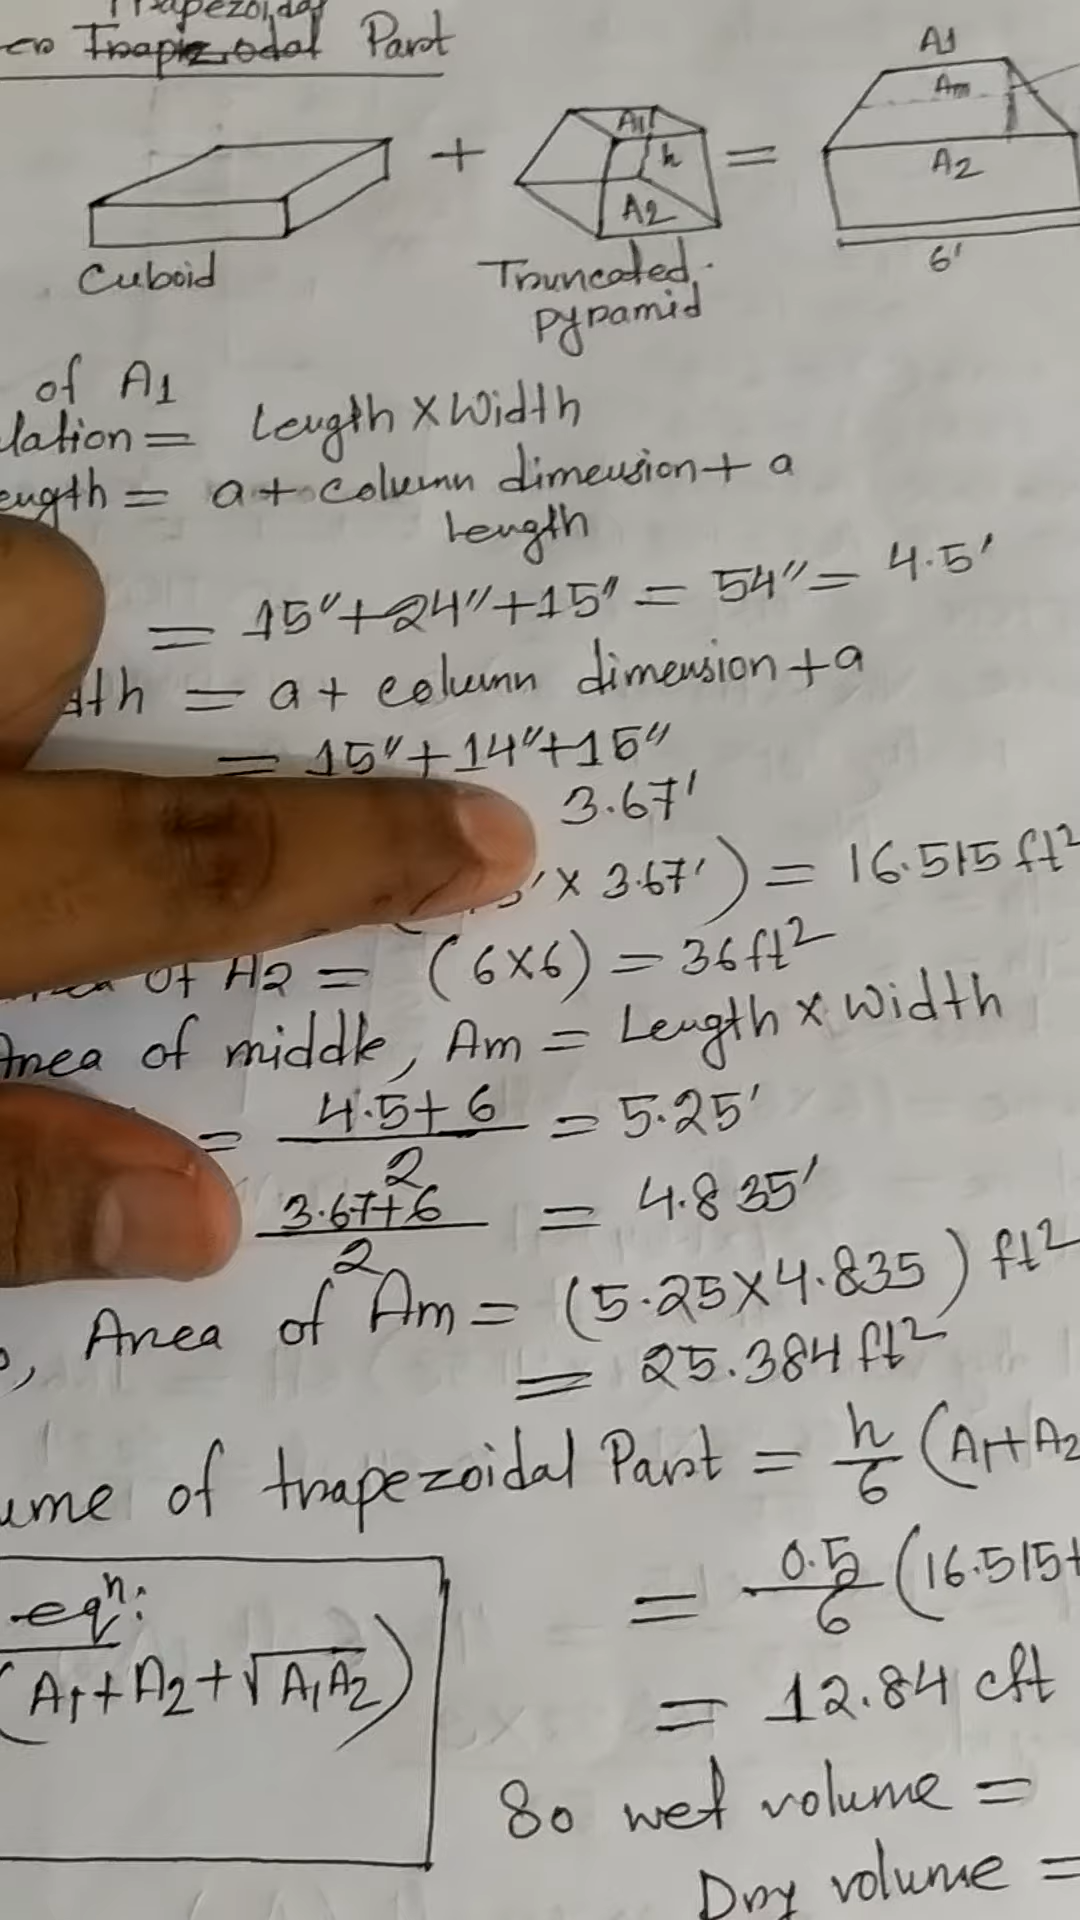 Trapezoidal
Part
A1
Am
A1
h
+
=
A2
A2
6'
Cuboid
Truncated
pyramid
of A1
lation = Length X Width
ength = a + column dimension + a
Length
= 15" + 24" + 15" = 54" = 4.5'
dth = a + column dimension + a
= 15" + 14" + 15"
3.67'
' X 3.67') = 16.515 ft²
of A2 = (6X6) = 36 ft²
Area of middle, Am = Length X Width
= 4.5 + 6 / 2 = 5.25'
3.67+6 / 2 = 4.835'
, Area of Am = (5.25X4.835) ft²
= 25.384 ft²
ume of trapezoidal Part = h/6 (A1+A2
= 0.5/6 (16.515+
eqⁿ:
(A1+A2+√A1A2)
= 12.84 cft
So wet volume =
Dry volume =